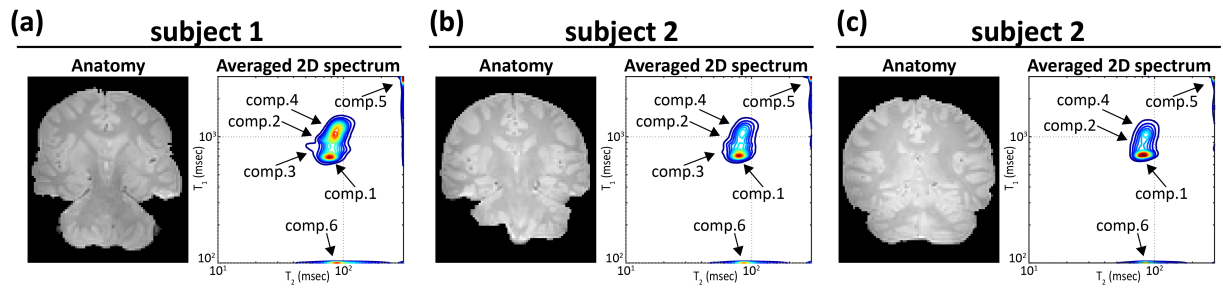 (a) subject 1
Anatomy
Averaged 2D spectrum
comp.4
comp.5
comp.2
comp.3
comp.1
comp.6
10³
10²
T₁ (msec)
10¹
10²
T₂ (msec)
(b) subject 2
Anatomy
Averaged 2D spectrum
comp.4
comp.5
comp.2
comp.3
comp.1
comp.6
10³
10²
T₁ (msec)
10¹
10²
T₂ (msec)
(c) subject 2
Anatomy
Averaged 2D spectrum
comp.4
comp.5
comp.2
comp.1
comp.6
10³
10²
T₁ (msec)
10¹
10²
T₂ (msec)